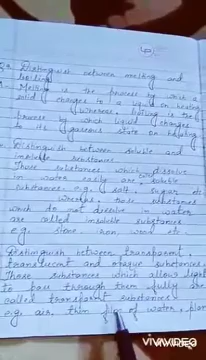 Distinguish between melting and
boiling.
Melting is the process by which a
solid changes to a liquid on heating
Whereas, boiling is the
process by which liquid changes
to its gaseous state on heating
Distinguish between soluble and
insoluble substances.
Those substances which dissolve
in water easily are soluble
substances. e.g. salt, sugar etc.
Whereas, those substances
which do not dissolve in water
are called insoluble substances
e.g. stone, iron, wood etc.
Distinguish between transparent,
translucent and opaque substances.
Those substances which allow light
to pass through them fully are
called transparent substances
e.g. air, thin film of water,